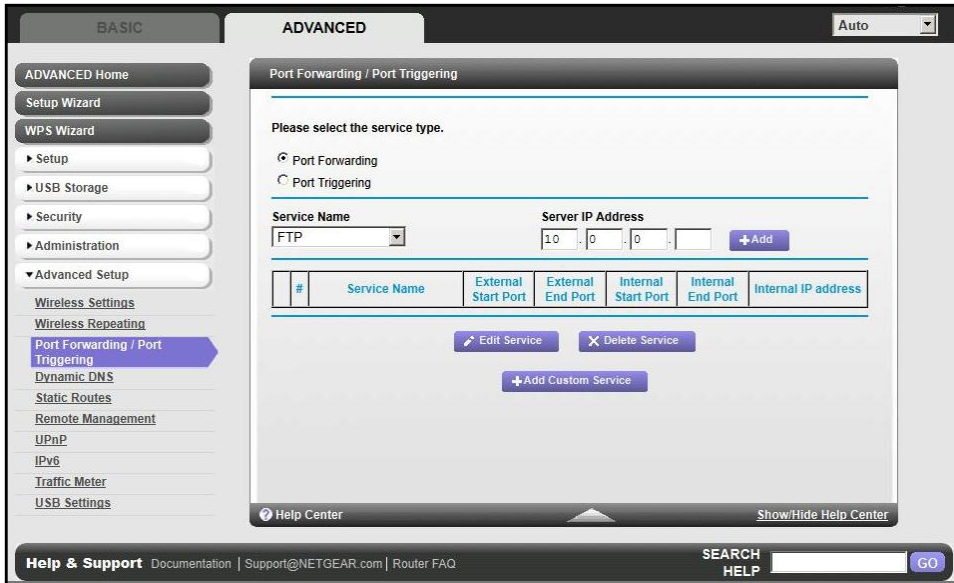 BASIC
ADVANCED
Auto
ADVANCED Home
Setup Wizard
WPS Wizard
Setup
USB Storage
Security
Administration
Advanced Setup
Wireless Settings
Wireless Repeating
Port Forwarding / Port
Triggering
Dynamic DNS
Static Routes
Remote Management
UPnP
IPv6
Traffic Meter
USB Settings
Port Forwarding / Port Triggering
Please select the service type.
Port Forwarding
Port Triggering
Service Name
Server IP Address
FTP
10 . 0 . 0 .
+Add
# Service Name External Start Port External End Port Internal Start Port Internal End Port Internal IP address
Edit Service
X Delete Service
+Add Custom Service
? Help Center
Show/Hide Help Center
Help & Support Documentation | Support@NETGEAR.com | Router FAQ
SEARCH HELP
GO